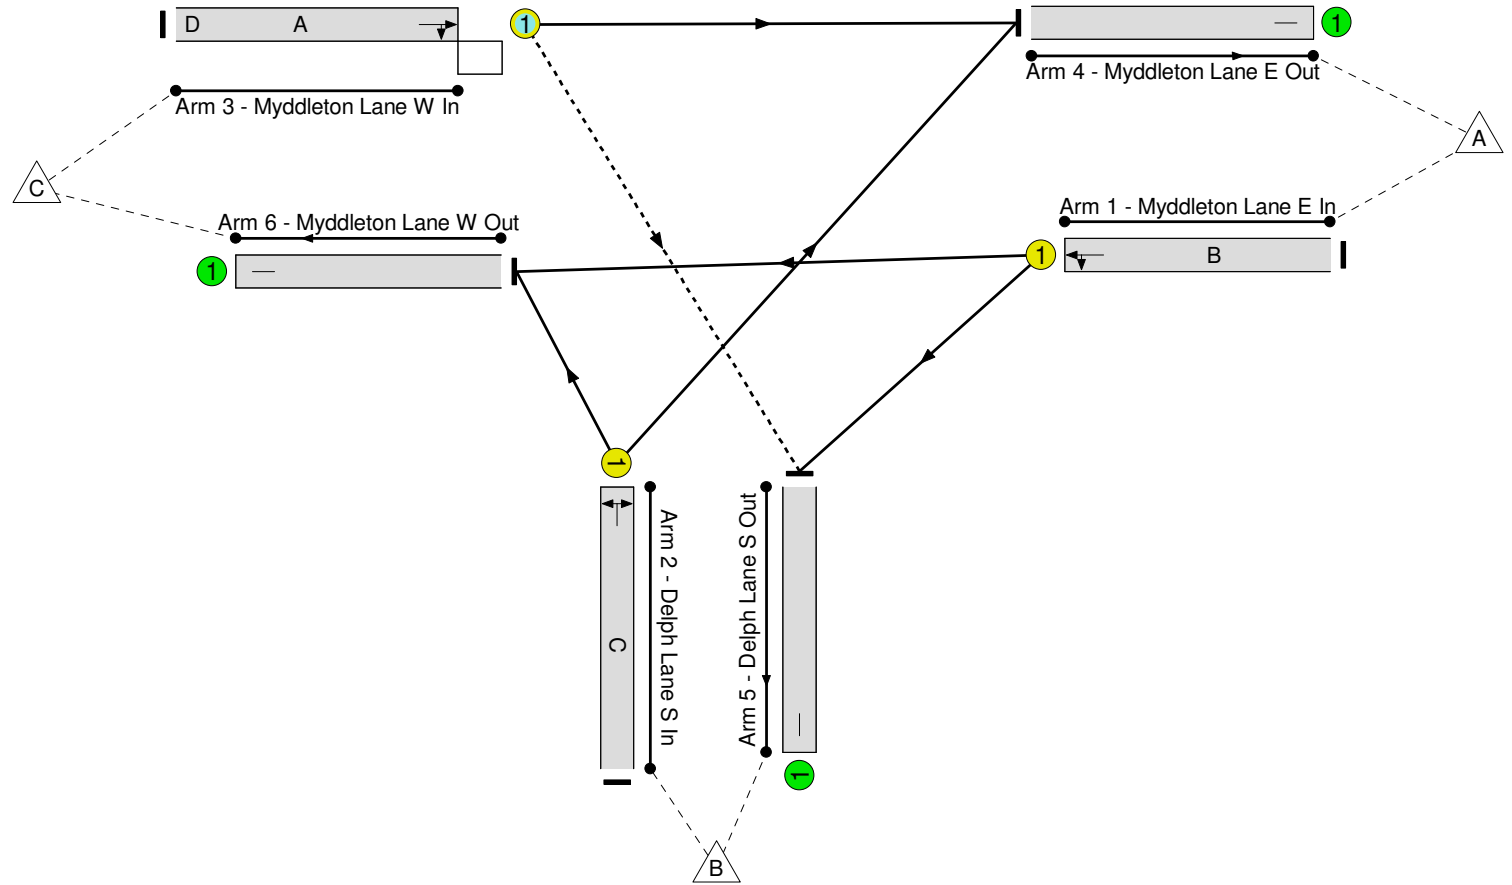 D A
1
1
Arm 4 - Myddleton Lane E Out
Arm 3 - Myddleton Lane W In
A
C
Arm 1 - Myddleton Lane E In
Arm 6 - Myddleton Lane W Out
1
1
B
1
Arm 2 - Delph Lane S In
Arm 5 - Delph Lane S Out
C
1
B